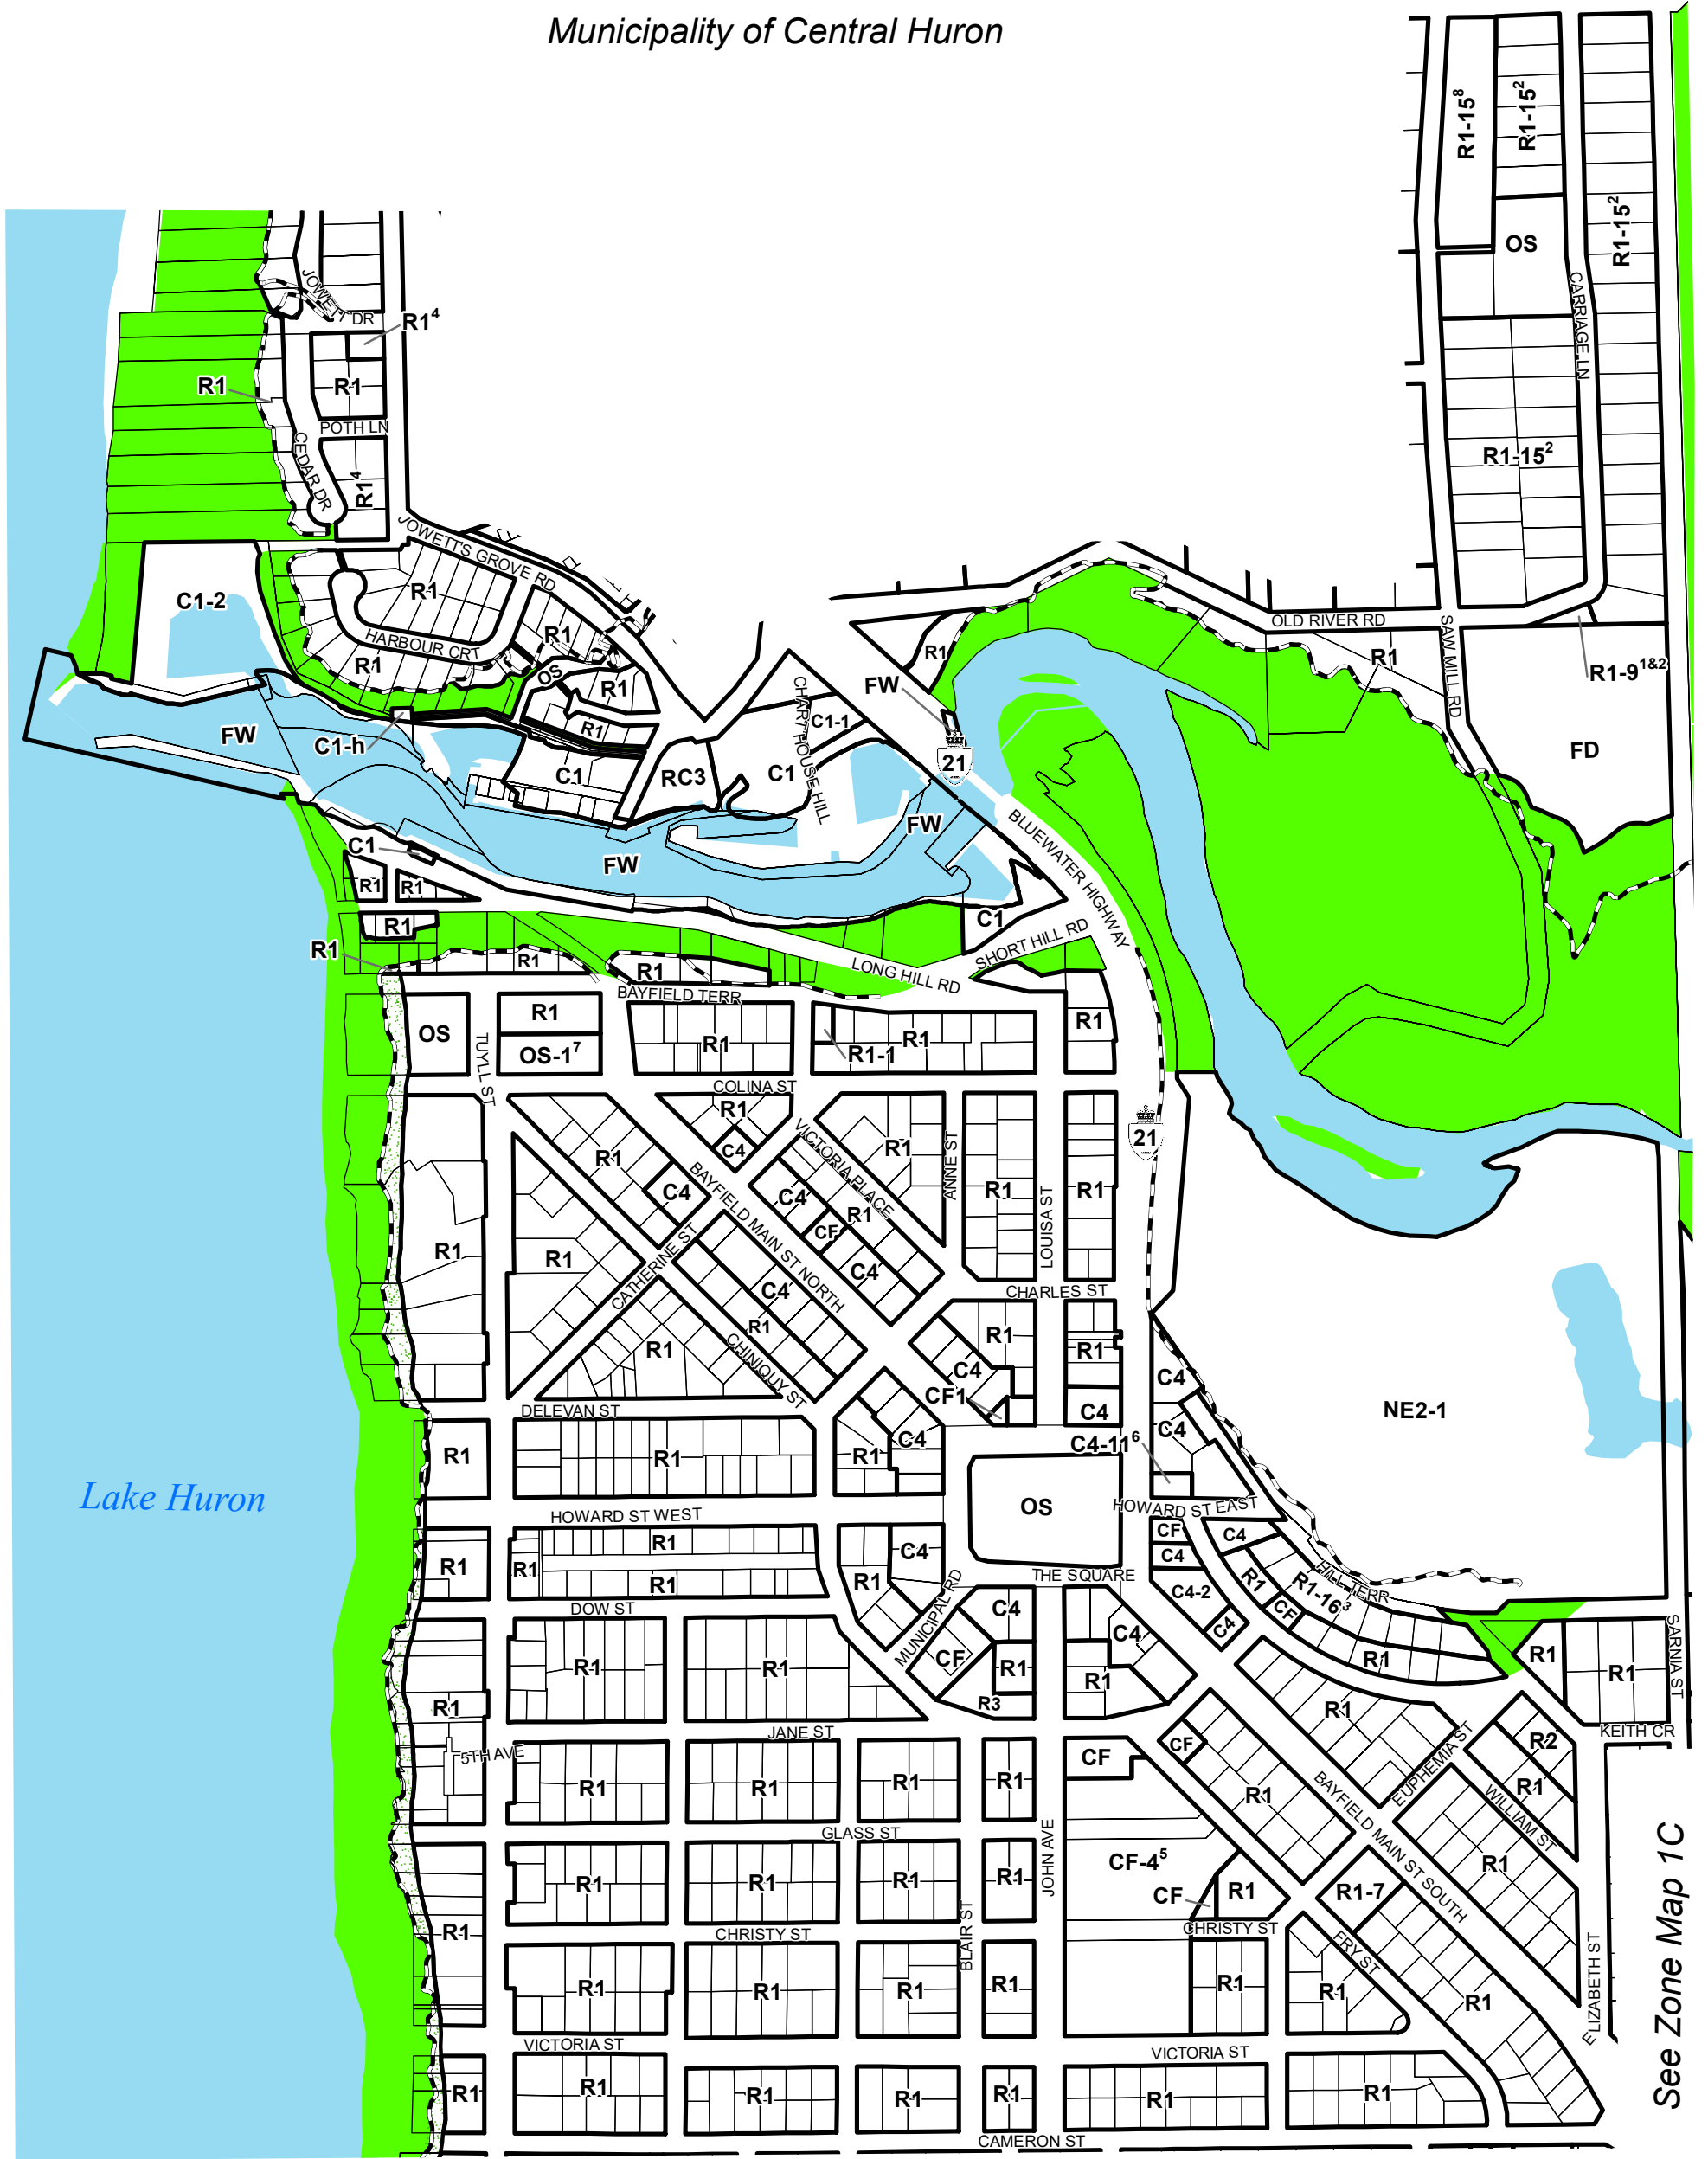 Municipality of Central Huron
R1-15⁸
R1-15²
R1-15²
OS
CARRIAGE LN
JOWETT
DR
R1⁴
R1
R1
POTH LN
CEDAR DR
R1⁴
R1-15²
JOWETT'S GROVE RD
C1-2
R1
HARBOUR CRT
R1
R1
OS
R1
R1
OLD RIVER RD
SAW MILL RD
R1
R1
R1-9¹&²
FW
CHART HOUSE HILL
C1-1
FW
C1-h
C1
RC3
C1
21
FD
FW
FW
BLUEWATER HIGHWAY
C1
R1
R1
R1
C1
SHORT HILL RD
R1
R1
R1
LONG HILL RD
BAYFIELD TERR
OS
R1
OS-1⁷
TUYLL ST
R1
R1-1
R1
R1
COLINA ST
R1
C4
VICTORIA PLACE
R1
ANNE ST
21
R1
C4
BAYFIELD MAIN ST NORTH
C4
R1
CF
C4
R1
LOUISA ST
R1
R1
R1
CATHERINE ST
C4
R1
CHINIQUY ST
R1
CHARLES ST
R1
C4
CF1
R1
C4
C4
NE2-1
DELEVAN ST
R1
R1
R1
C4
C4-11⁶
C4
Lake Huron
OS
HOWARD ST EAST
HOWARD ST WEST
R1
R1
R1
R1
R1
C4
CF
C4
C4
C4-2
C4
R1
CF
R1-16³
HILL TERR
THE SQUARE
MUNICIPAL RD
DOW ST
R1
R1
R1
C4
CF
R1
R3
C4
R1
R1
R1
R1
SARNIA ST
KEITH CR
JANE ST
5TH AVE
R1
R1
R1
R1
CF
CF
R1
R1
BAYFIELD MAIN ST SOUTH
EUPHEMIA ST
R2
R1
WILLIAM ST
R1
GLASS ST
JOHN AVE
CF-4⁵
R1
R1
R1
R1
R1
CF
R1
R1-7
CHRISTY ST
CHRISTY ST
BLAIR ST
FRY ST
R1
R1
R1
R1
R1
R1
R1
ELIZABETH ST
See Zone Map 1C
VICTORIA ST
VICTORIA ST
R1
R1
R1
R1
R1
R1
R1
CAMERON ST